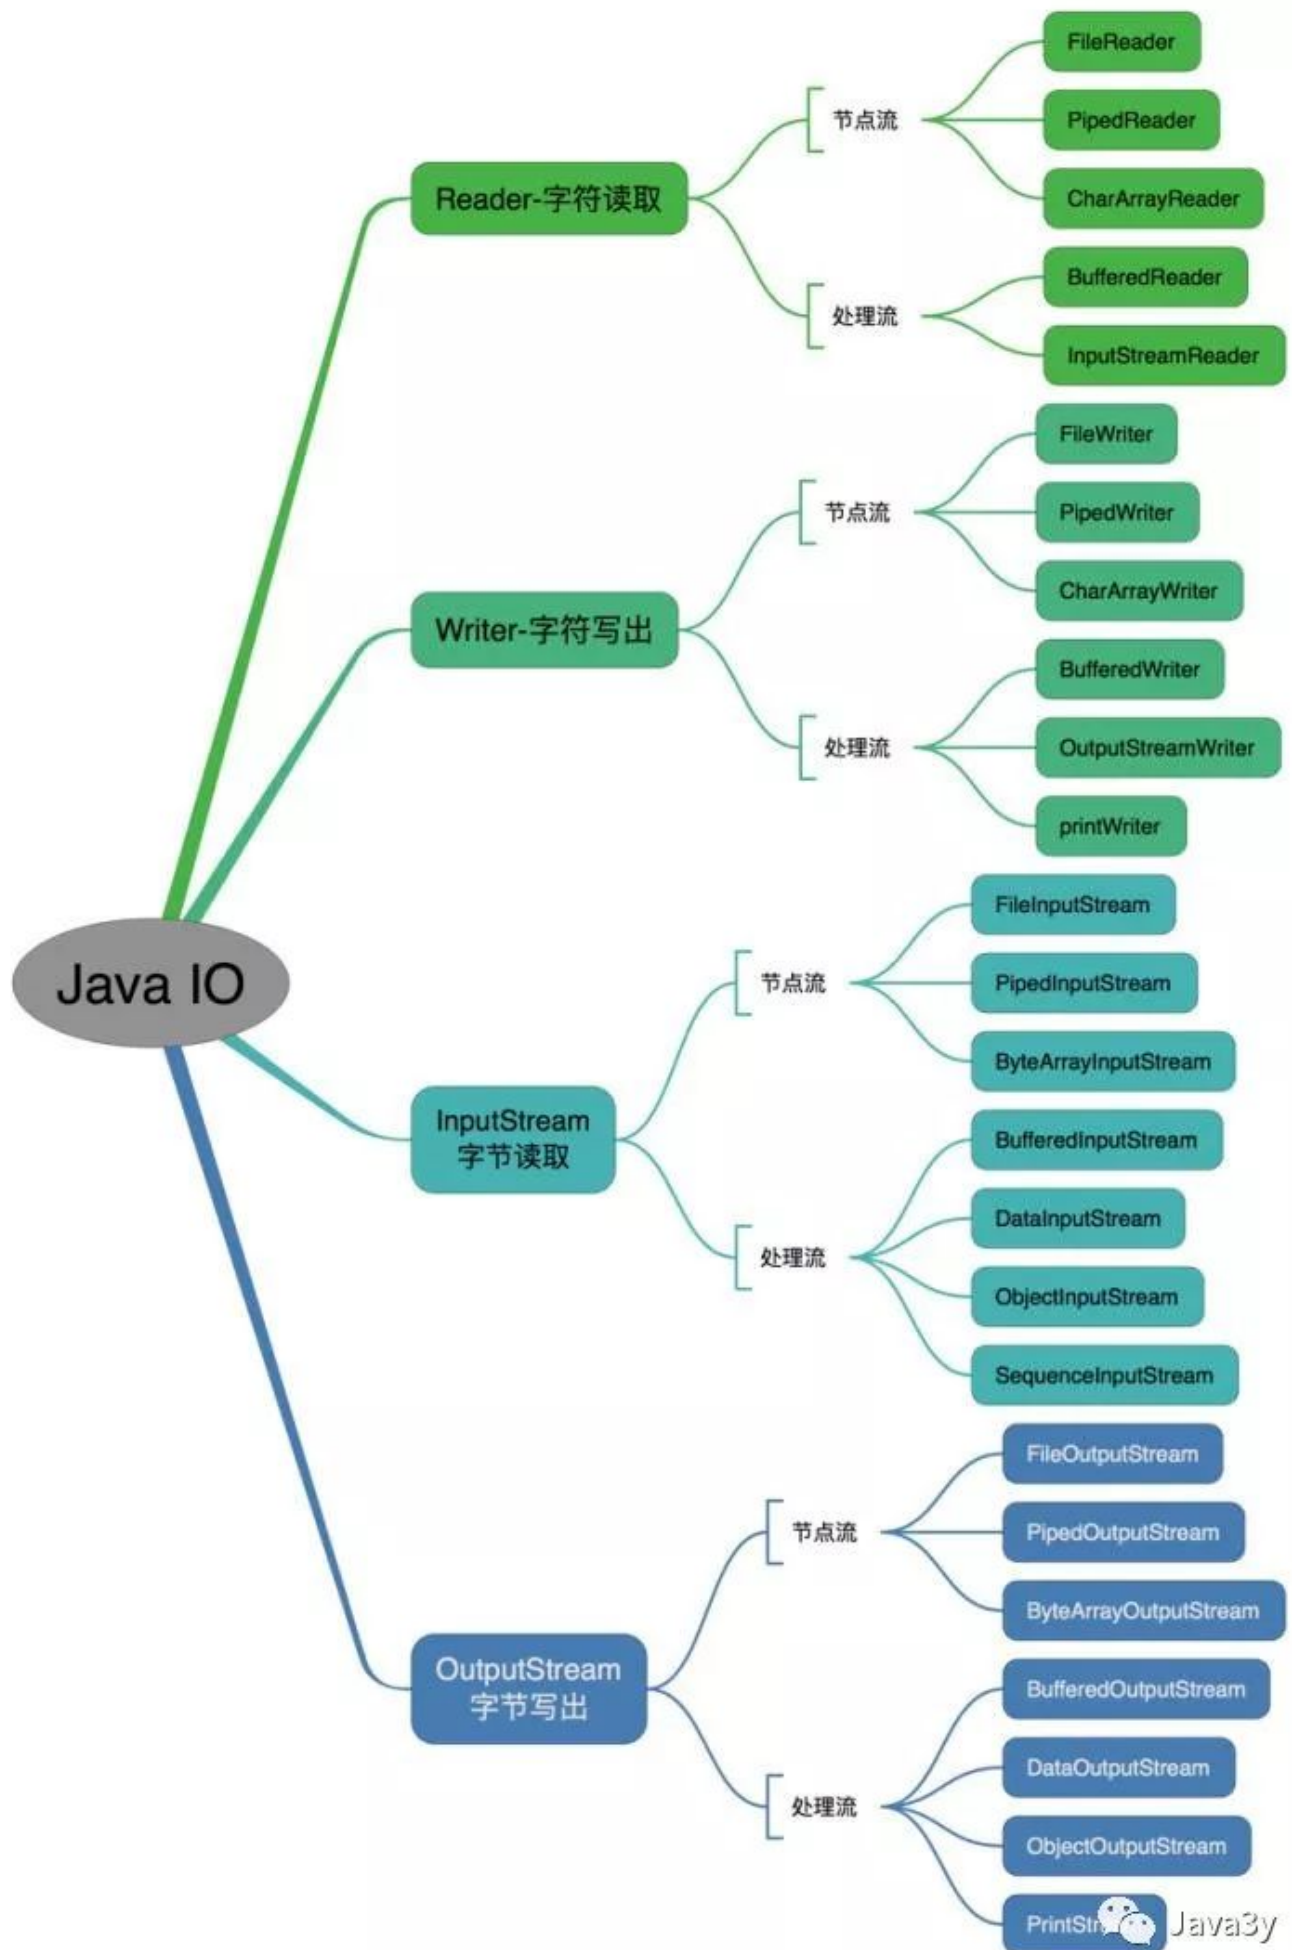 Java IO
Reader-字符读取
节点流
FileReader
PipedReader
CharArrayReader
处理流
BufferedReader
InputStreamReader
Writer-字符写出
节点流
FileWriter
PipedWriter
CharArrayWriter
处理流
BufferedWriter
OutputStreamWriter
printWriter
InputStream
字节读取
节点流
FileInputStream
PipedInputStream
ByteArrayInputStream
处理流
BufferedInputStream
DataInputStream
ObjectInputStream
SequenceInputStream
OutputStream
字节写出
节点流
FileOutputStream
PipedOutputStream
ByteArrayOutputStream
处理流
BufferedOutputStream
DataOutputStream
ObjectOutputStream
Java3y